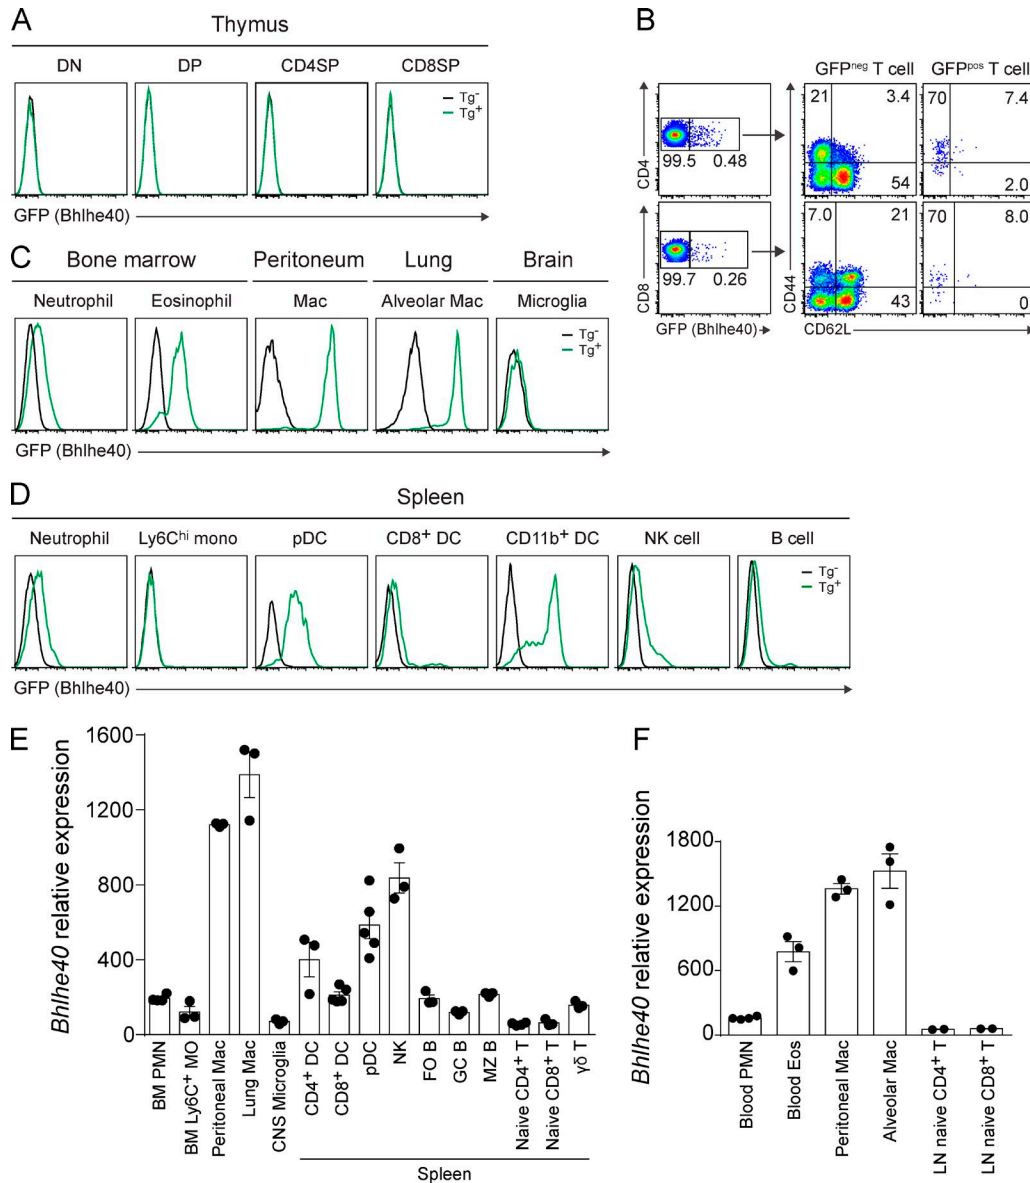 A
Thymus
DN DP CD4SP CD8SP
Tg-
Tg+
GFP (Bhlhe40)
B
GFPneg T cell GFPpos T cell
CD4
99.5 0.48
21 3.4
54
70 7.4
2.0
CD8
99.7 0.26
CD44
7.0 21
43
70 8.0
0
GFP (Bhlhe40)
CD62L
C
Bone marrow Peritoneum Lung Brain
Neutrophil Eosinophil Mac Alveolar Mac Microglia
Tg-
Tg+
GFP (Bhlhe40)
D
Spleen
Neutrophil Ly6Chi mono pDC CD8+ DC CD11b+ DC NK cell B cell
Tg-
Tg+
GFP (Bhlhe40)
E
Bhlhe40 relative expression
1600
1200
800
400
0
BM PMN
BM Ly6C+ MO
Peritoneal Mac
Lung Mac
CNS Microglia
CD4+ DC
CD8+ DC
pDC
NK
FO B
GC B
MZ B
Naive CD4+ T
Naive CD8+ T
γδ T
Spleen
F
Bhlhe40 relative expression
1800
1200
600
0
Blood PMN
Blood Eos
Peritoneal Mac
Alveolar Mac
LN naive CD4+ T
LN naive CD8+ T